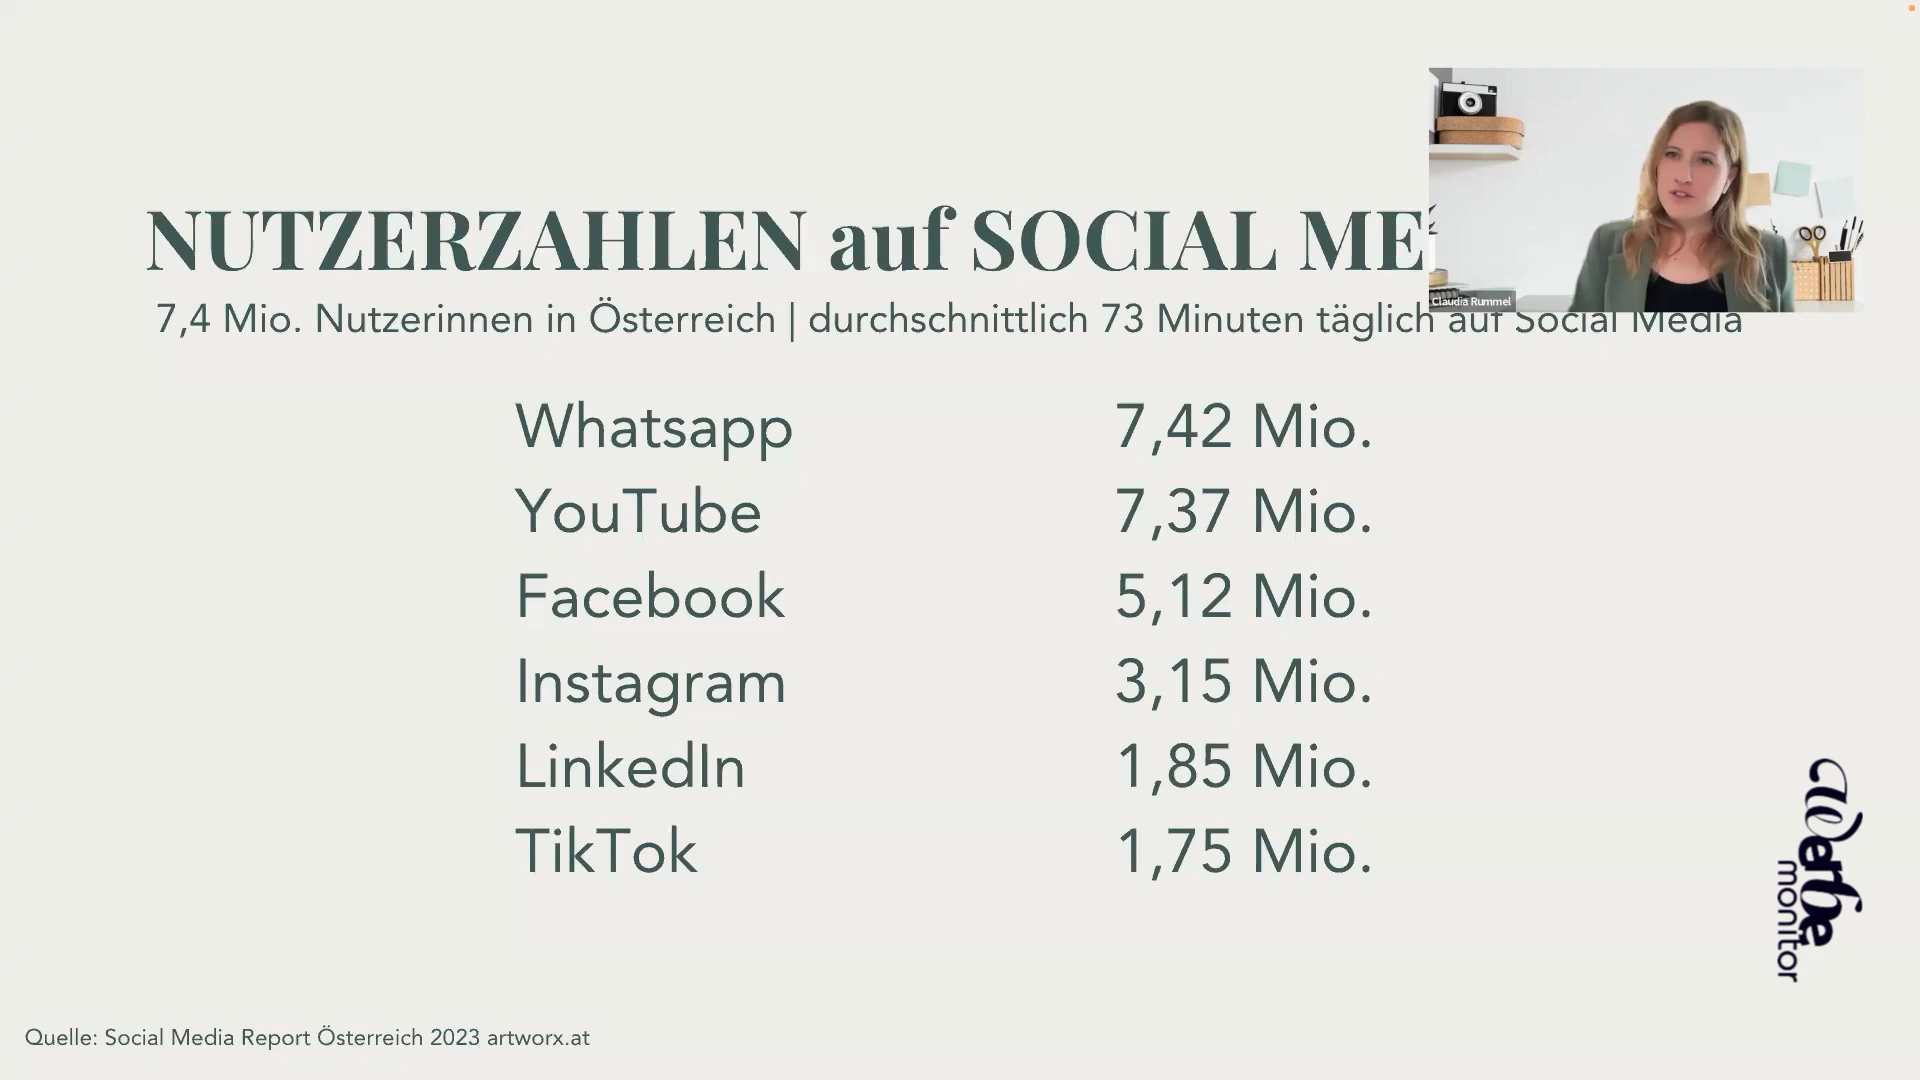 NUTZERZAHLEN auf SOCIAL ME
7,4 Mio. Nutzerinnen in Österreich | durchschnittlich 73 Minuten täglich auf Social Media
Claudia Rummel
Whatsapp 7,42 Mio.
YouTube 7,37 Mio.
Facebook 5,12 Mio.
Instagram 3,15 Mio.
LinkedIn 1,85 Mio.
TikTok 1,75 Mio.
Werbe
monitor
Quelle: Social Media Report Österreich 2023 artworx.at